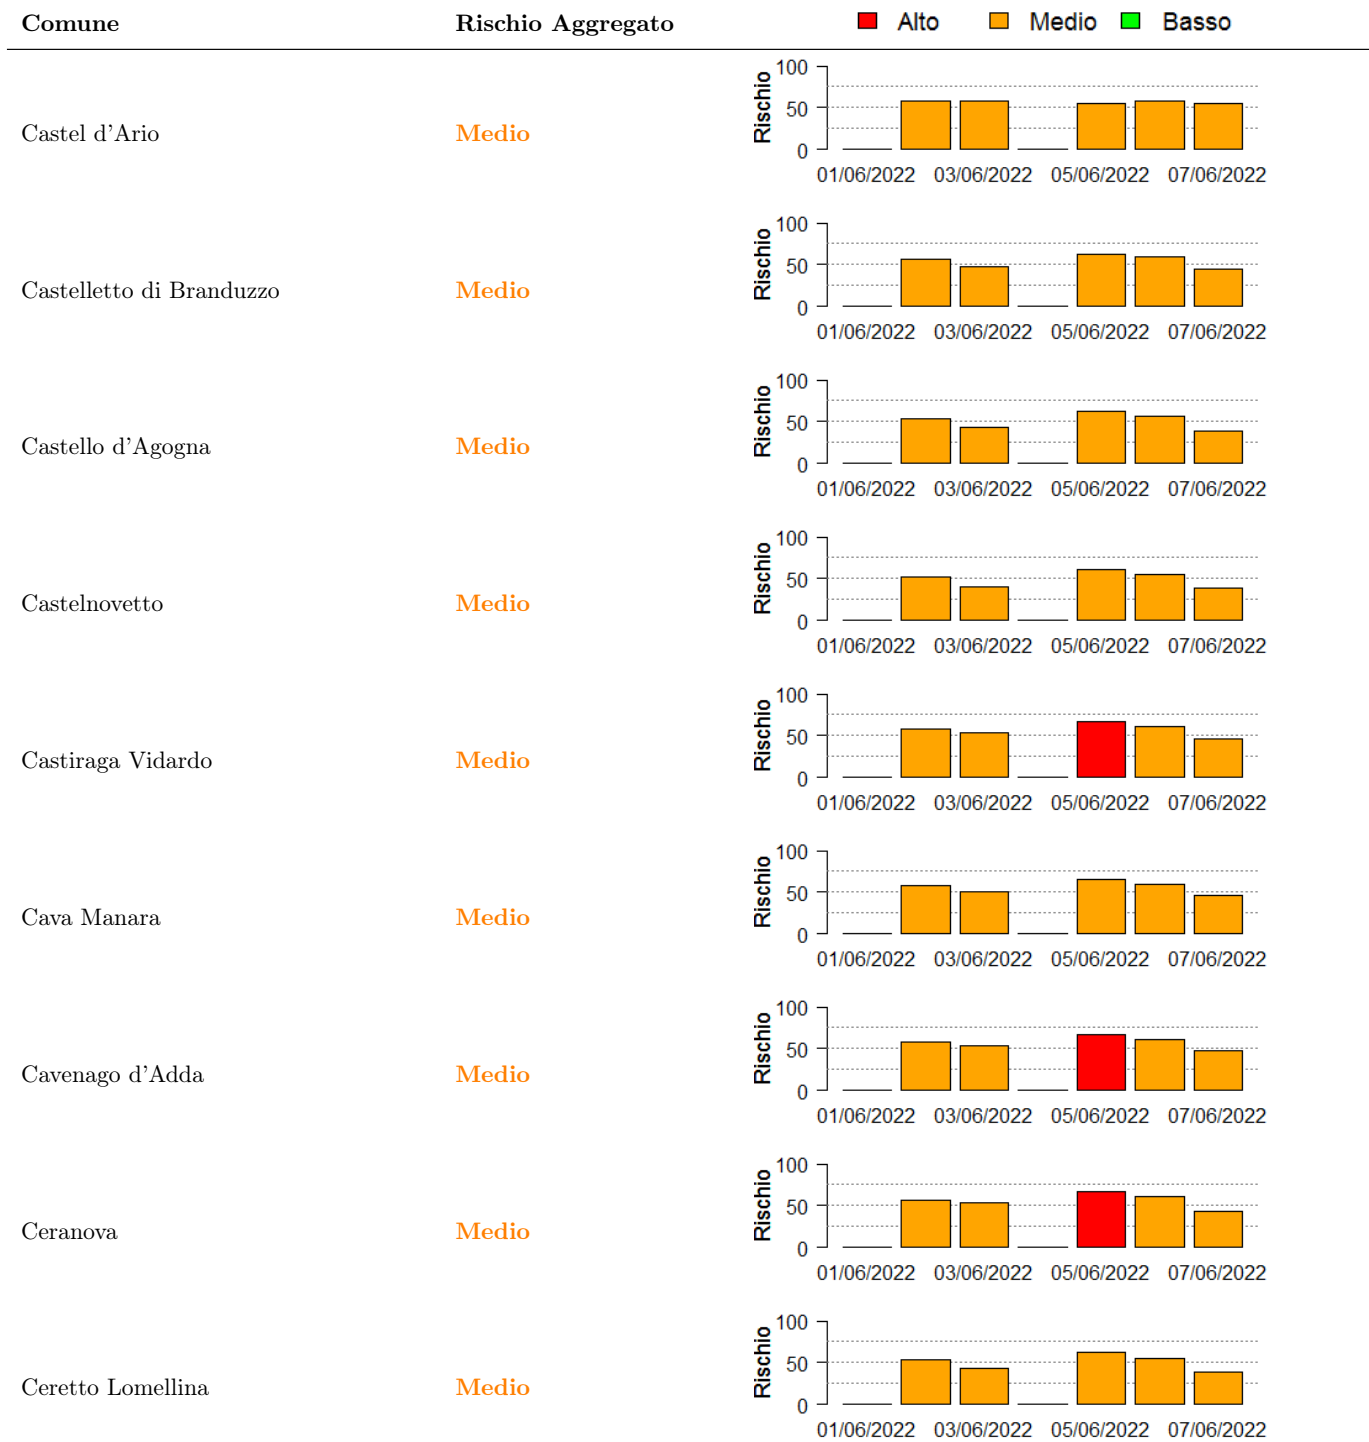 Comune Rischio Aggregato Alto Medio Basso
100
50
0
Rischio
Castel d'Ario Medio
01/06/2022 03/06/2022 05/06/2022 07/06/2022
100
50
0
Rischio
Castelletto di Branduzzo Medio
01/06/2022 03/06/2022 05/06/2022 07/06/2022
100
50
0
Rischio
Castello d'Agogna Medio
01/06/2022 03/06/2022 05/06/2022 07/06/2022
100
50
0
Rischio
Castelnovetto Medio
01/06/2022 03/06/2022 05/06/2022 07/06/2022
100
50
0
Rischio
Castiraga Vidardo Medio
01/06/2022 03/06/2022 05/06/2022 07/06/2022
100
50
0
Rischio
Cava Manara Medio
01/06/2022 03/06/2022 05/06/2022 07/06/2022
100
50
0
Rischio
Cavenago d'Adda Medio
01/06/2022 03/06/2022 05/06/2022 07/06/2022
100
50
0
Rischio
Ceranova Medio
01/06/2022 03/06/2022 05/06/2022 07/06/2022
100
50
0
Rischio
Ceretto Lomellina Medio
01/06/2022 03/06/2022 05/06/2022 07/06/2022